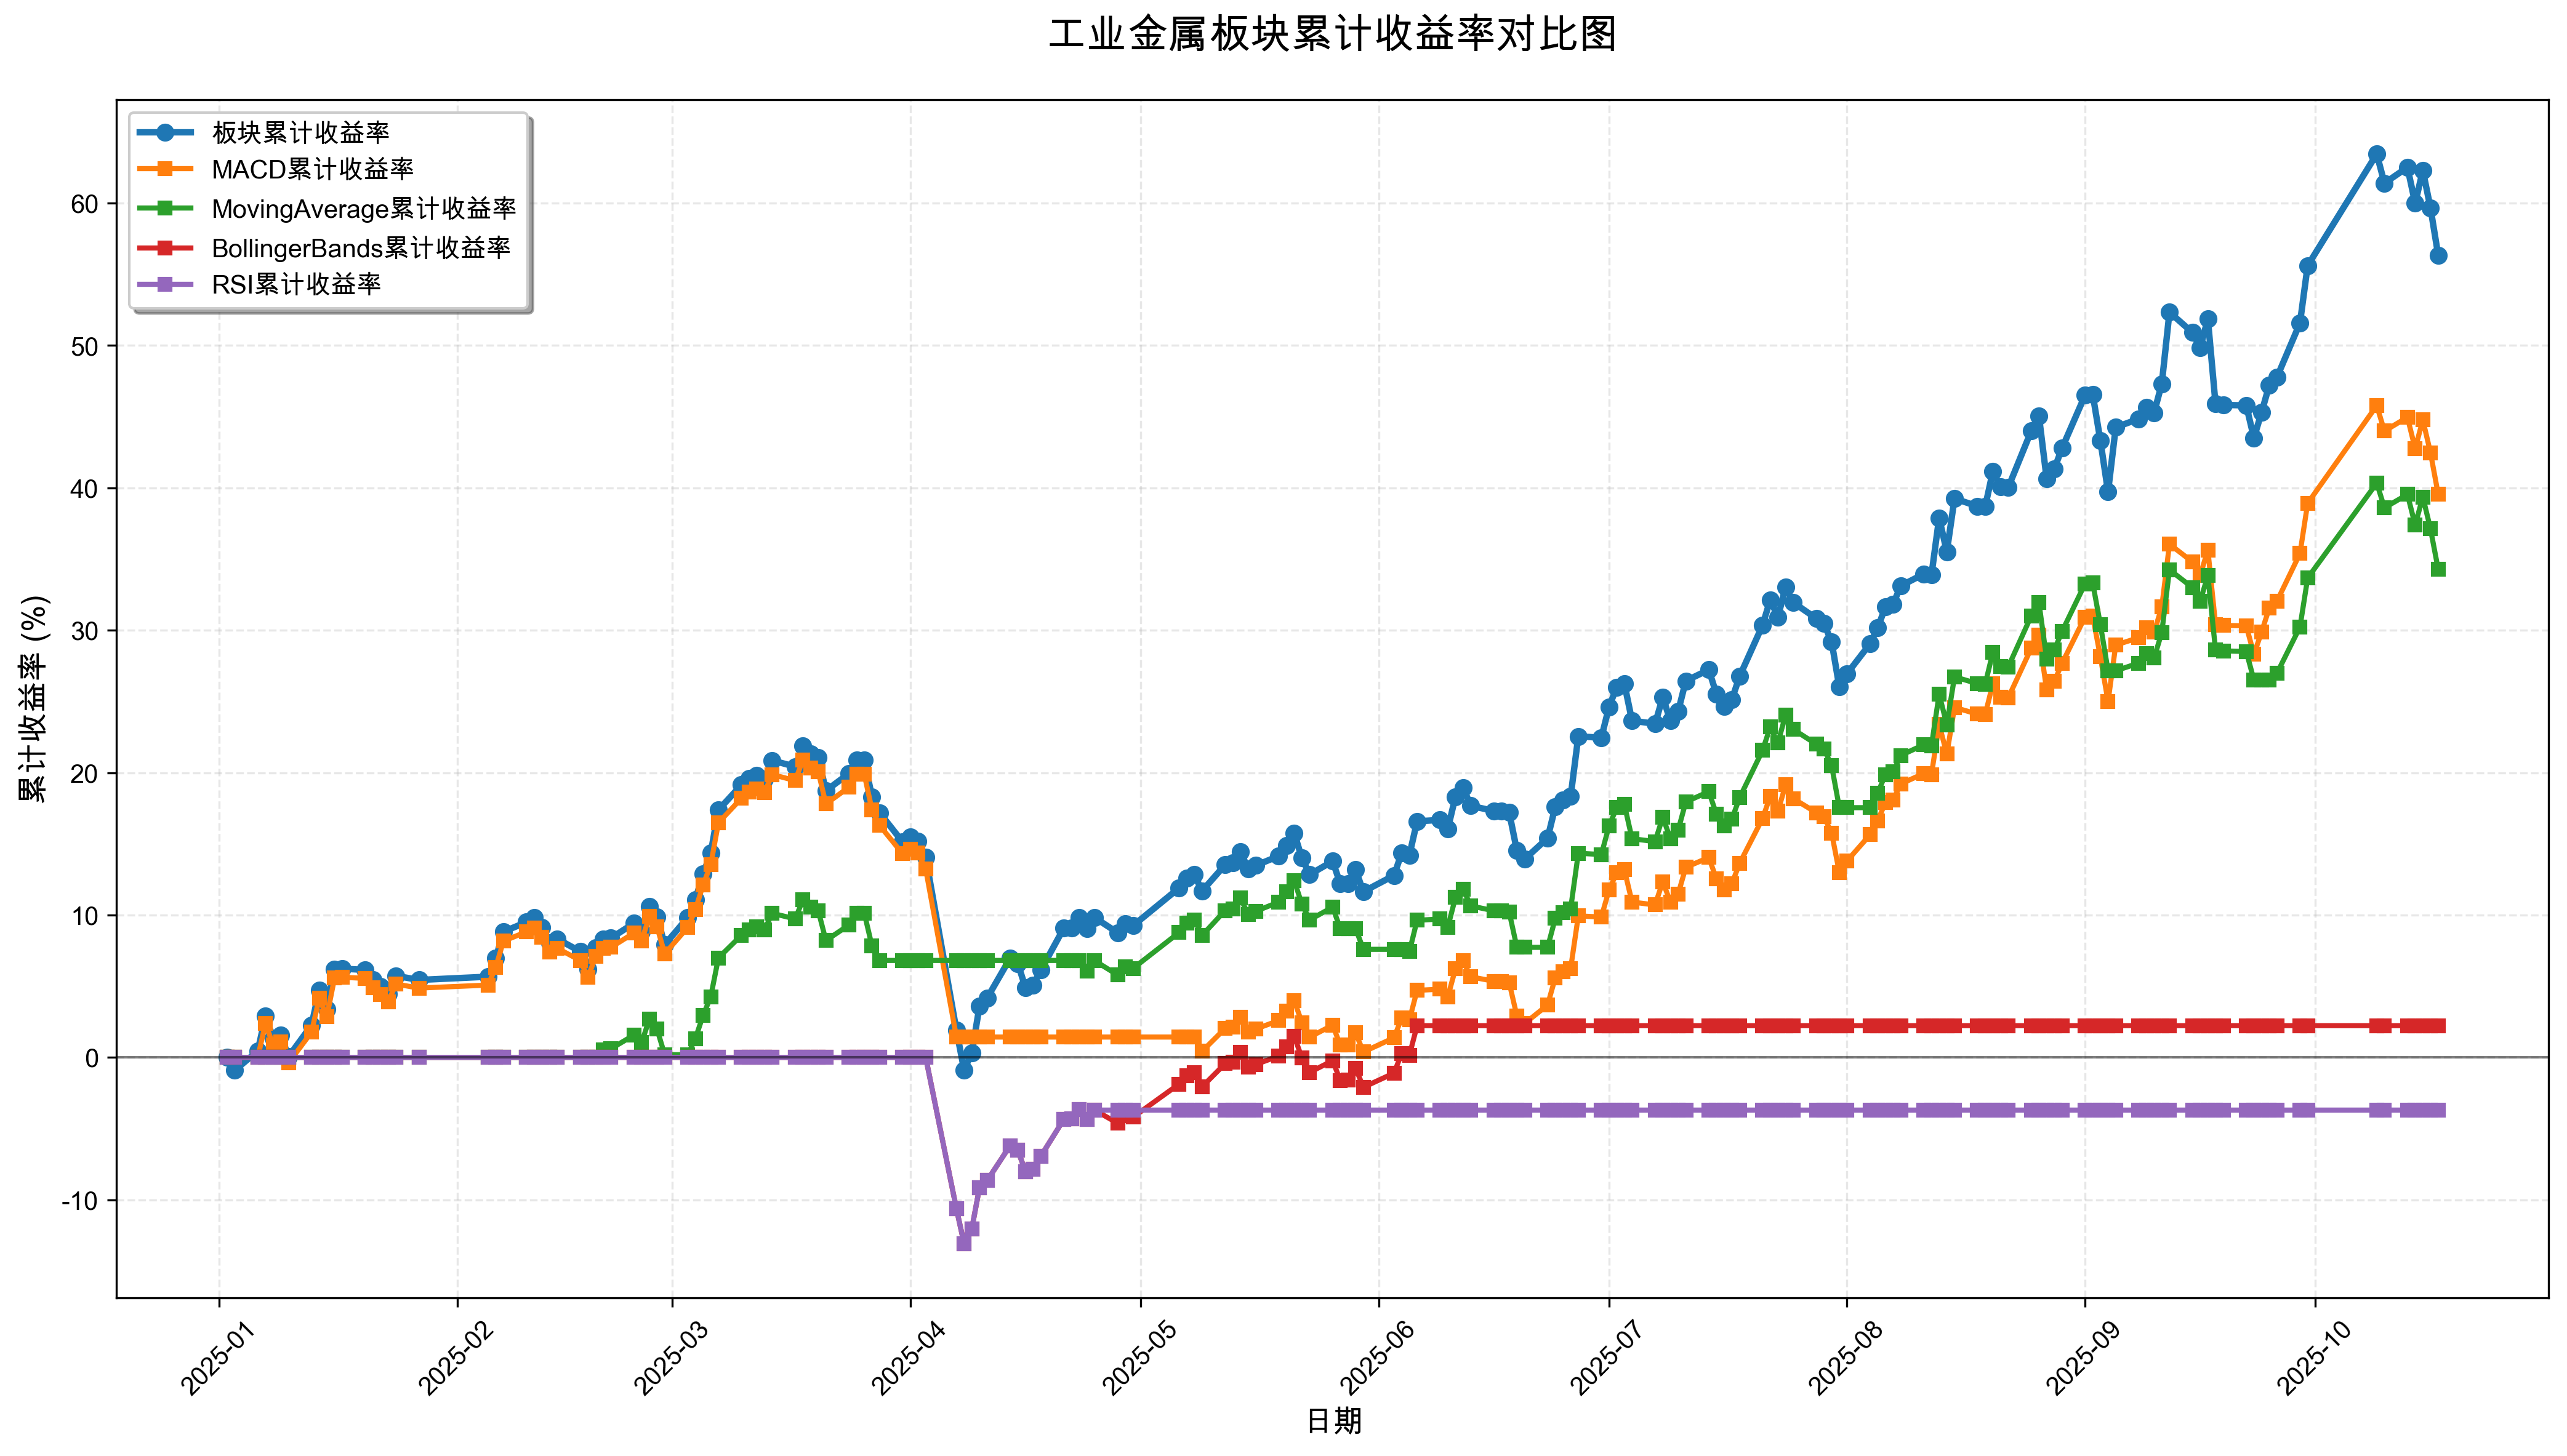 工业金属板块累计收益率对比图
板块累计收益率
MACD累计收益率
MovingAverage累计收益率
BollingerBands累计收益率
RSI累计收益率
累计收益率 (%)
60
50
40
30
20
10
0
-10
2025-01
2025-02
2025-03
2025-04
2025-05
2025-06
2025-07
2025-08
2025-09
2025-10
日期